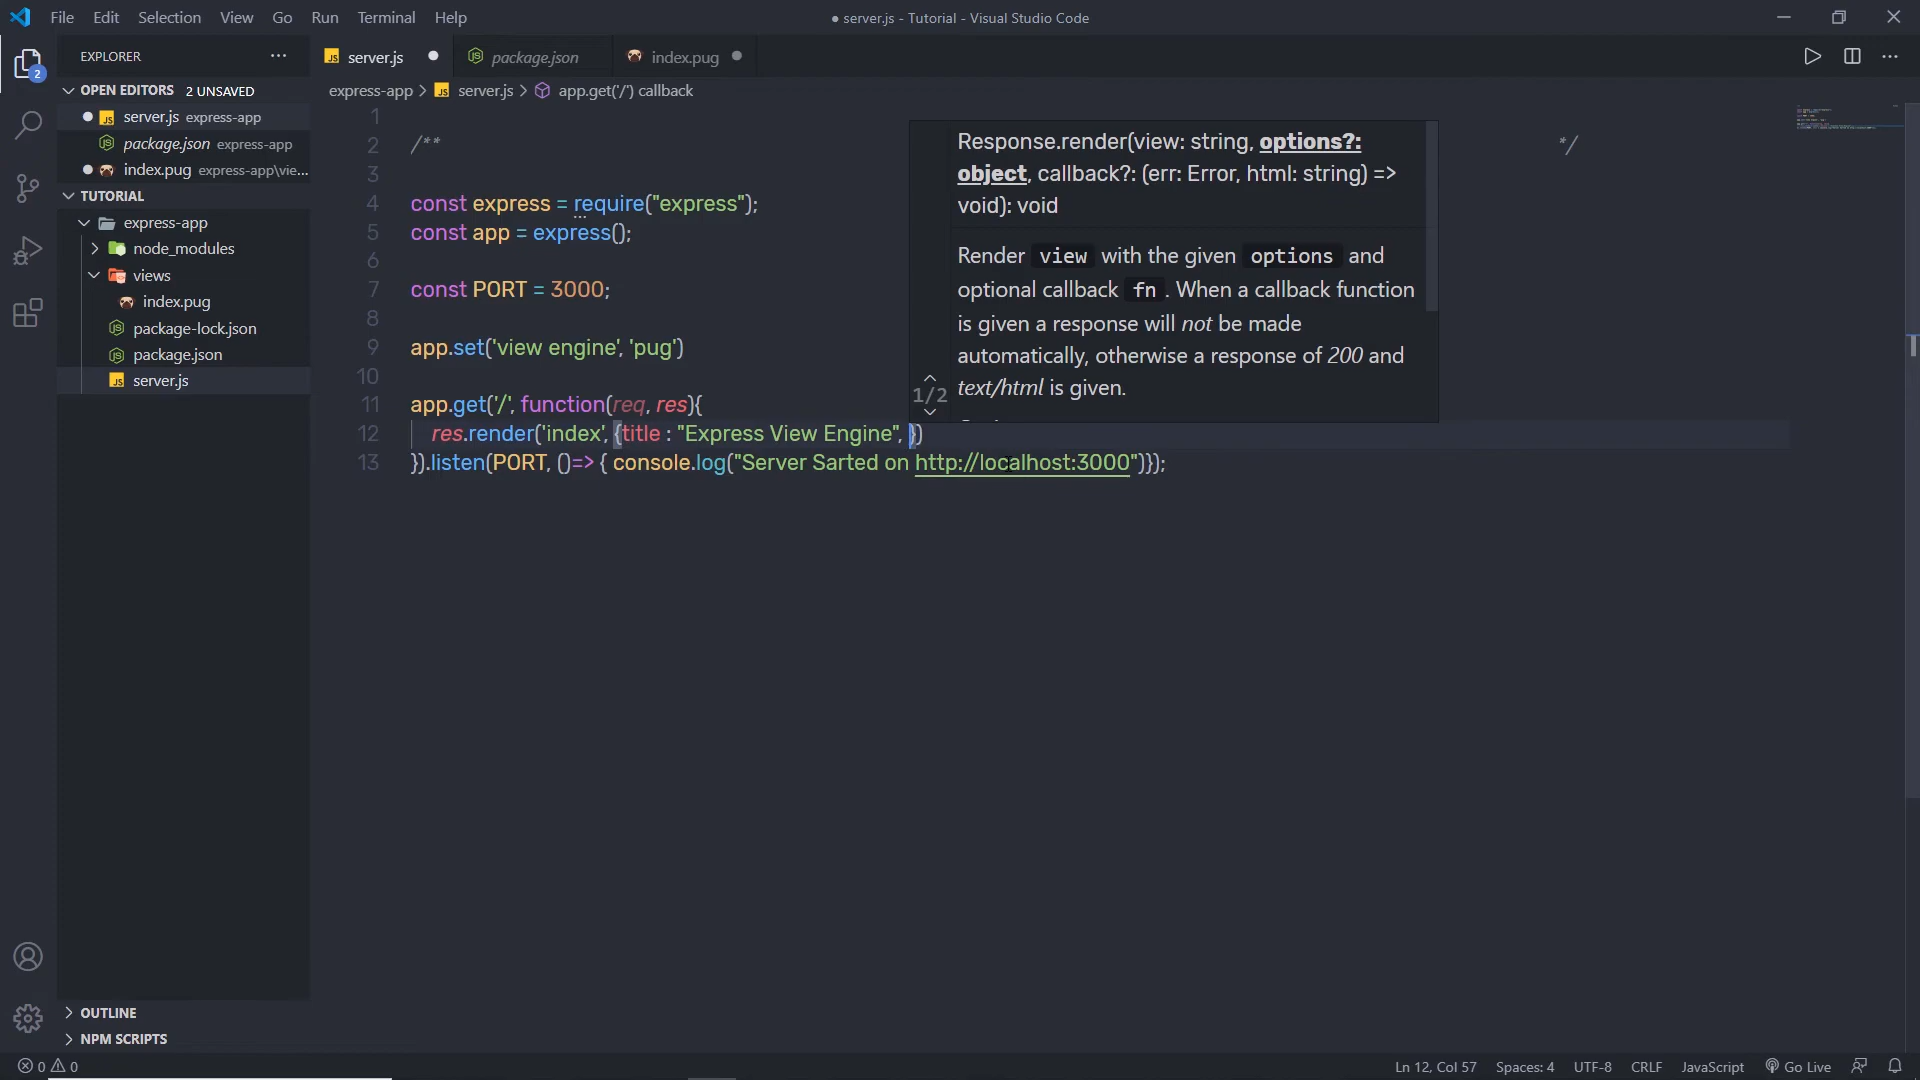 File Edit Selection View Go Run Terminal Help
● server.js - Tutorial - Visual Studio Code
EXPLORER
server.js
package.json
index.pug
OPEN EDITORS 2 UNSAVED
express-app > server.js > app.get('/') callback
server.js express-app
package.json express-app
index.pug express-app\vie...
TUTORIAL
express-app
node_modules
views
index.pug
package-lock.json
package.json
server.js
1
2 /** */
3
4 const express = require("express");
5 const app = express();
6
7 const PORT = 3000;
8
9 app.set('view engine', 'pug')
10
11 app.get('/', function(req, res){
12 res.render('index', {title : "Express View Engine", })
13 }).listen(PORT, ()=> { console.log("Server Sarted on http://localhost:3000")});
Response.render(view: string, options?:
object, callback?: (err: Error, html: string) =>
void): void
Render view with the given options and
optional callback fn. When a callback function
is given a response will not be made
automatically, otherwise a response of 200 and
text/html is given.
1/2
2
OUTLINE
NPM SCRIPTS
0 0
Ln 12, Col 57 Spaces: 4 UTF-8 CRLF JavaScript Go Live